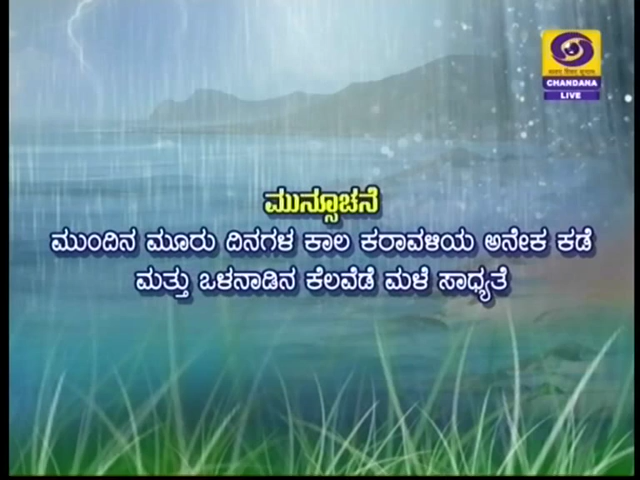 CHANDANA
LIVE
ಮುನ್ಸೂಚನೆ
ಮುಂದಿನ ಮೂರು ದಿನಗಳ ಕಾಲ ಕರಾವಳಿಯ ಅನೇಕ ಕಡೆ
ಮತ್ತು ಒಳನಾಡಿನ ಕೆಲವೆಡೆ ಮಳೆ ಸಾಧ್ಯತೆ